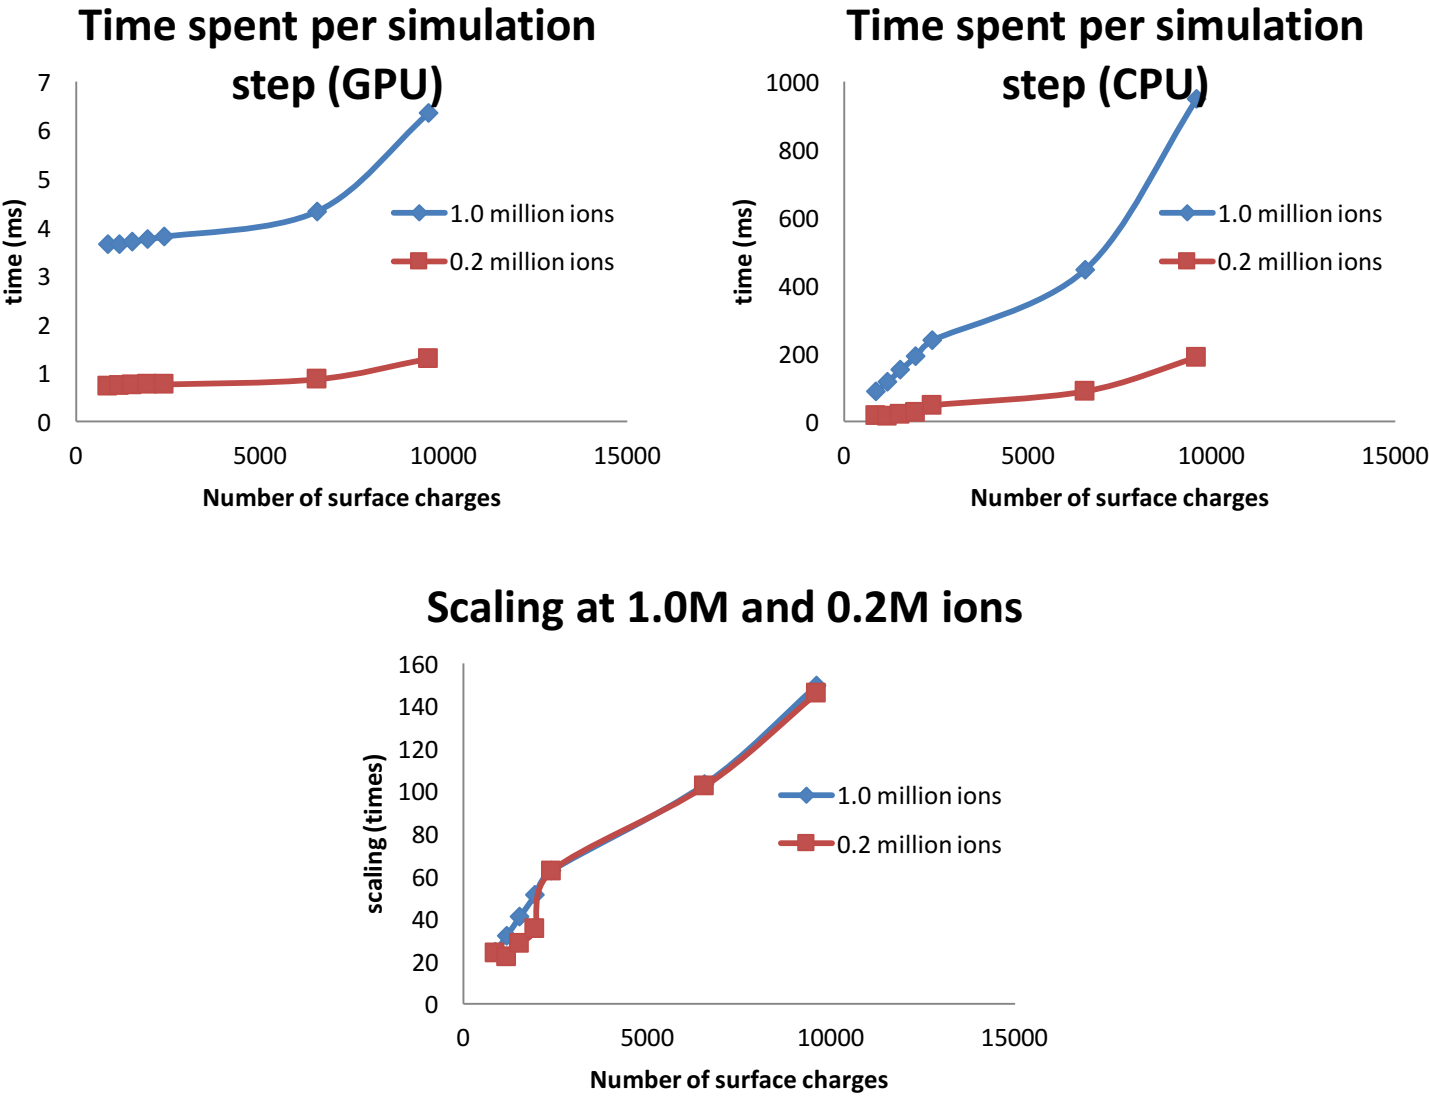 Time spent per simulation
step (GPU)
7
6
5
4
3
2
1
0
time (ms)
1.0 million ions
0.2 million ions
0 5000 10000 15000
Number of surface charges
Time spent per simulation
step (CPU)
1000
800
600
400
200
0
time (ms)
1.0 million ions
0.2 million ions
0 5000 10000 15000
Number of surface charges
Scaling at 1.0M and 0.2M ions
160
140
120
100
80
60
40
20
0
scaling (times)
1.0 million ions
0.2 million ions
0 5000 10000 15000
Number of surface charges